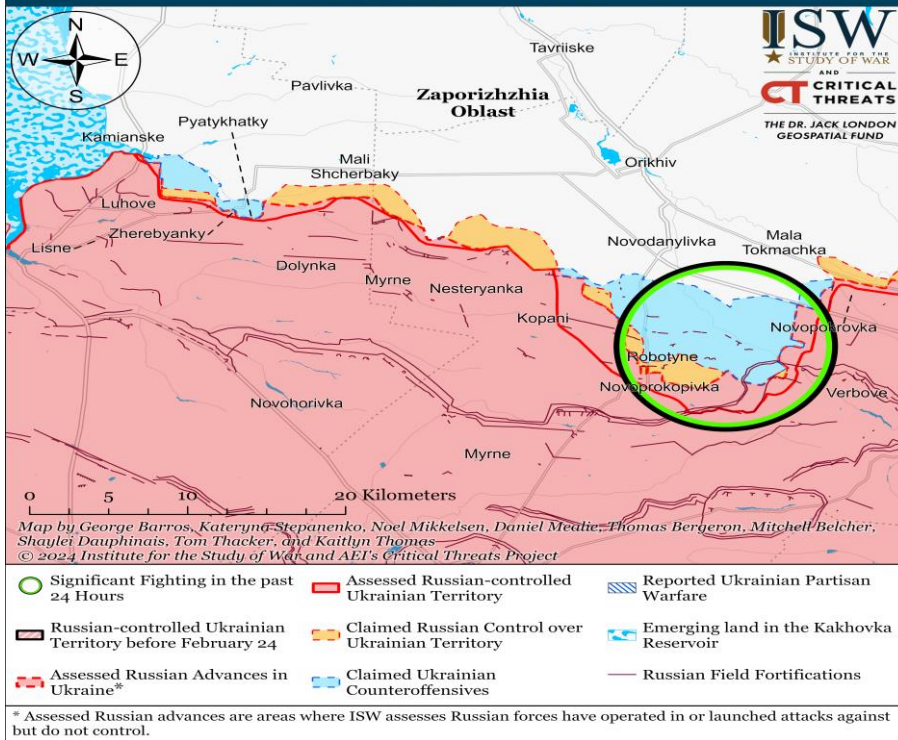 N
W E
S
ISW
INSTITUTE FOR THE
STUDY OF WAR
AND
CT CRITICAL
THREATS
THE DR. JACK LONDON
GEOSPATIAL FUND
Tavriiske
Pavlivka
Zaporizhzhia
Oblast
Pyatykhatky
Kamianske
Mali
Shcherbaky
Orikhiv
Luhove
Mala
Tokmachka
Novodanylivka
Lisne
Zherebyanky
Dolynka
Myrne
Nesteryanka
Kopani
Novopohrovka
Robotyne
Novoprokopivka
Verbove
Novohorivka
Myrne
0 5 10 20 Kilometers
Map by George Barros, Kateryna Stepanenko, Noel Mikkelsen, Daniel Mealie, Thomas Bergeron, Mitchell Belcher,
Shaylei Dauphinais, Tom Thacker, and Kaitlyn Thomas
© 2024 Institute for the Study of War and AEI's Critical Threats Project
Significant Fighting in the past
24 Hours
Assessed Russian-controlled
Ukrainian Territory
Reported Ukrainian Partisan
Warfare
Russian-controlled Ukrainian
Territory before February 24
Claimed Russian Control over
Ukrainian Territory
Emerging land in the Kakhovka
Reservoir
Assessed Russian Advances in
Ukraine*
Claimed Ukrainian
Counteroffensives
Russian Field Fortifications
* Assessed Russian advances are areas where ISW assesses Russian forces have operated in or launched attacks against
but do not control.